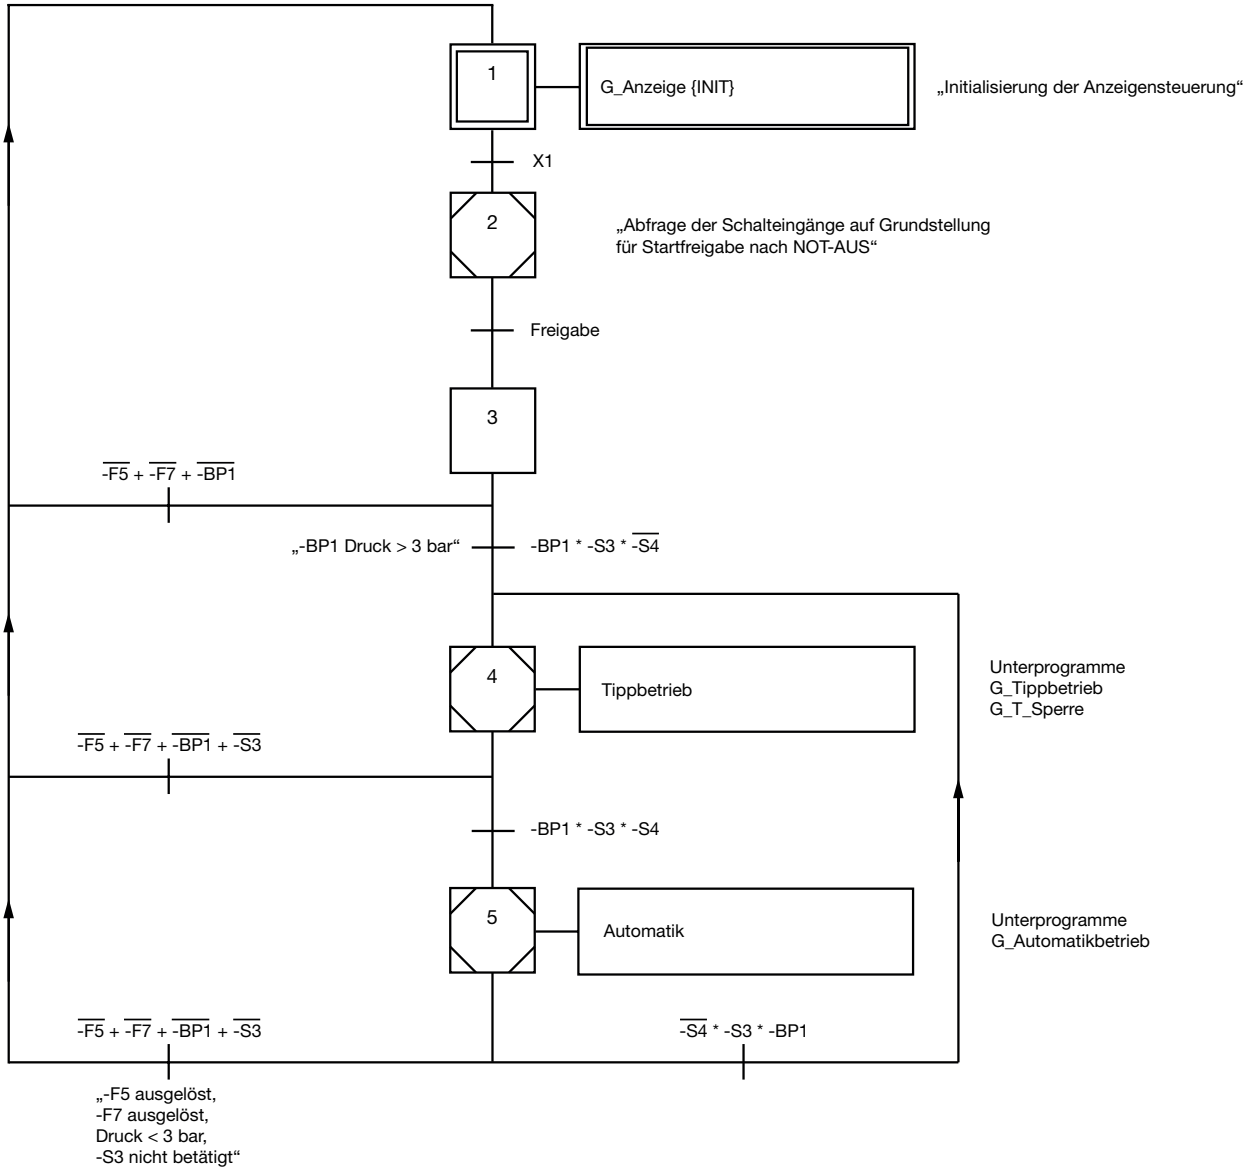 1
G_Anzeige {INIT}
„Initialisierung der Anzeigensteuerung“
X1
2
„Abfrage der Schalteingänge auf Grundstellung
für Startfreigabe nach NOT-AUS“
Freigabe
3
-F5 + -F7 + -BP1
„-BP1 Druck > 3 bar“
-BP1 * -S3 * -S4
4
Tippbetrieb
Unterprogramme
G_Tippbetrieb
G_T_Sperre
-F5 + -F7 + -BP1 + -S3
-BP1 * -S3 * -S4
5
Automatik
Unterprogramme
G_Automatikbetrieb
-F5 + -F7 + -BP1 + -S3
-S4 * -S3 * -BP1
„-F5 ausgelöst,
-F7 ausgelöst,
Druck < 3 bar,
-S3 nicht betätigt“